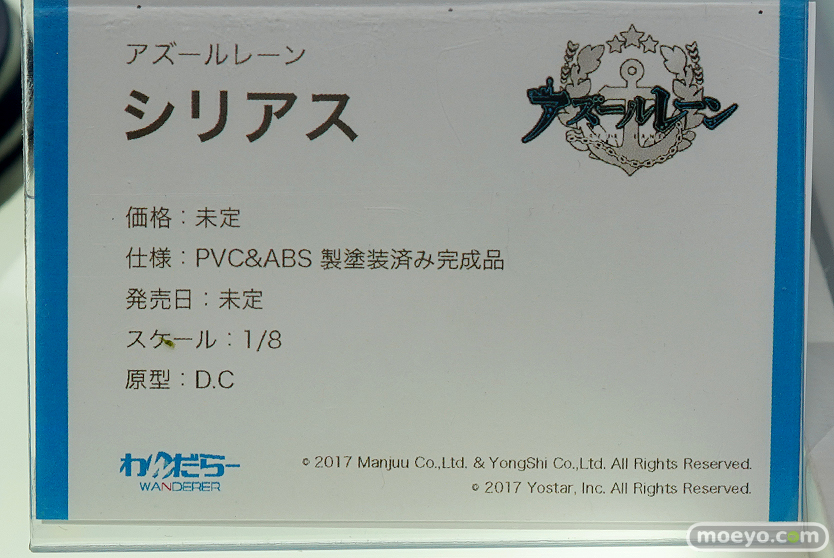 アズールレーン
シリアス
アズールレーン
AZUR LANE
価格：未定
仕様：PVC&ABS 製塗装済み完成品
発売日：未定
スケール：1/8
原型：D.C
わんだらー
WANDERER
© 2017 Manjuu Co.,Ltd. & YongShi Co.,Ltd. All Rights Reserved.
© 2017 Yostar, Inc. All Rights Reserved.
moeyo.com